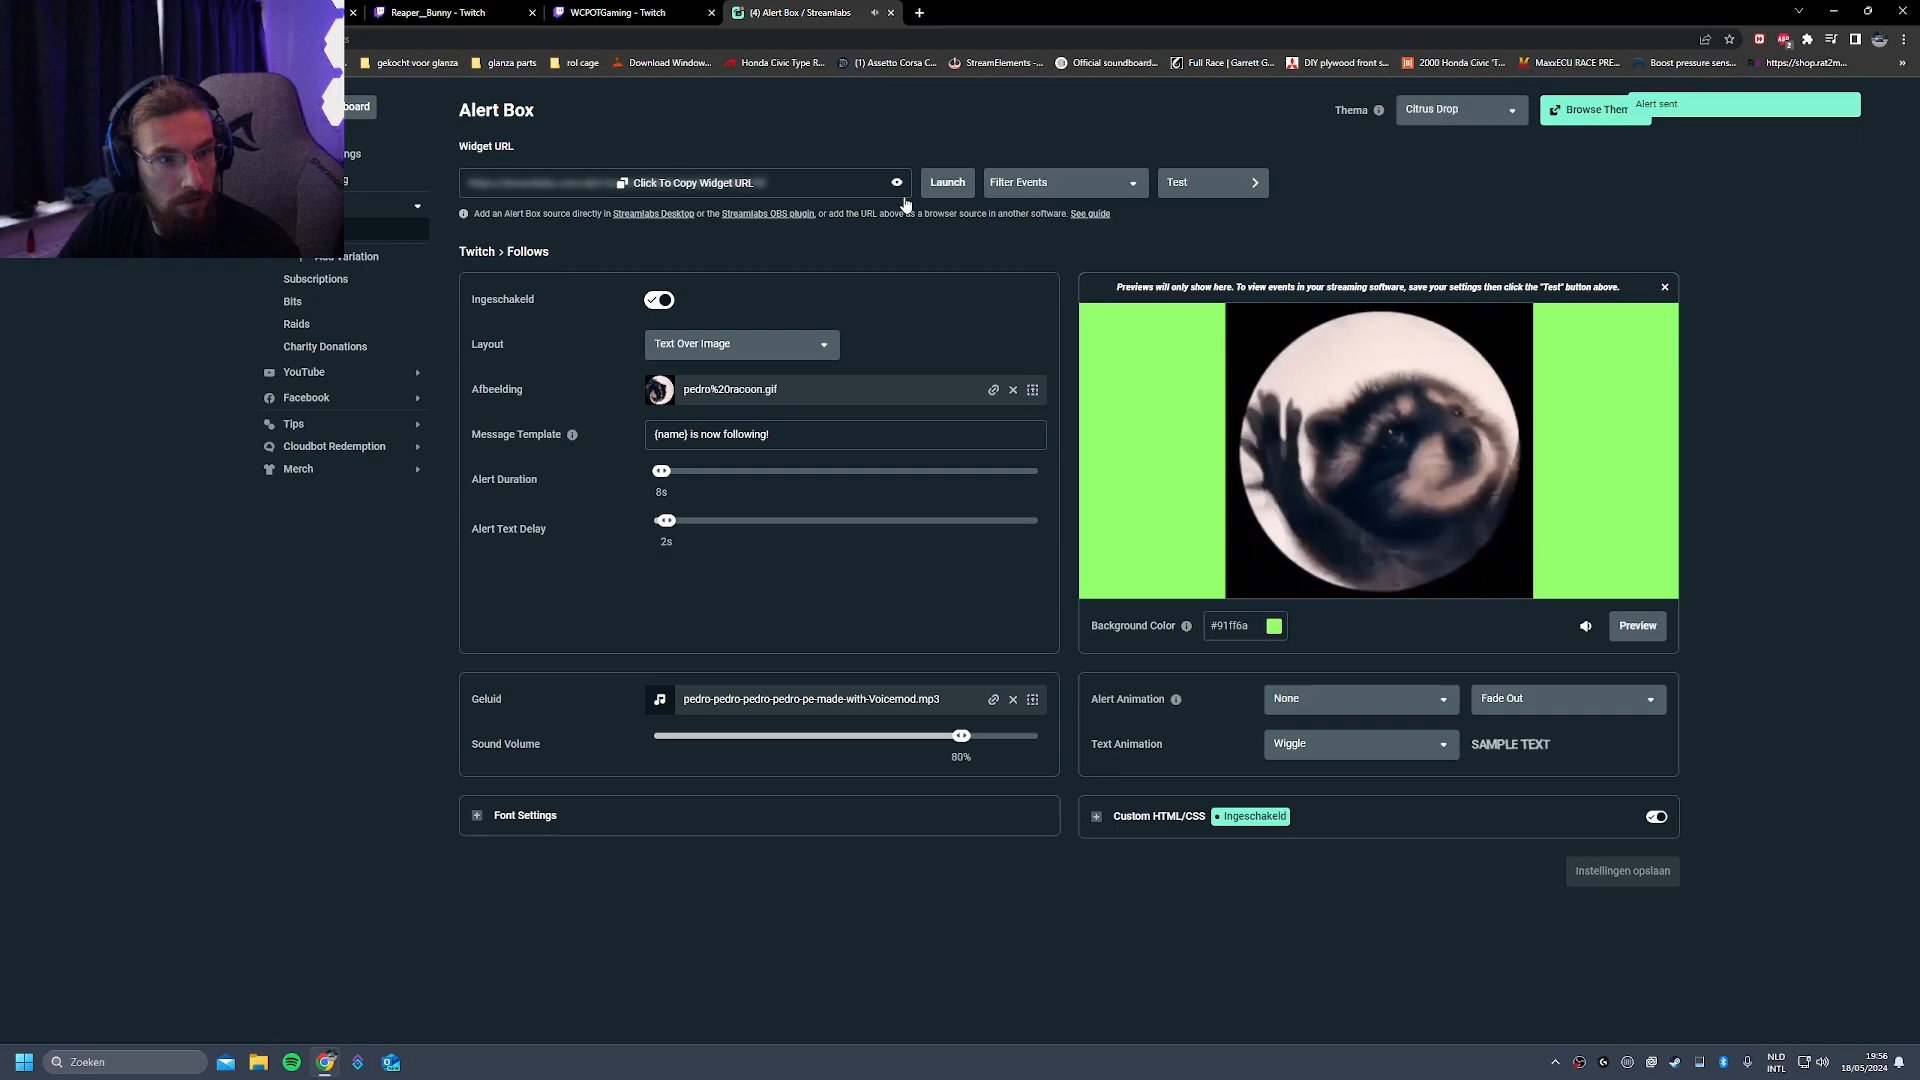 Reaper__Bunny - Twitch
WCPOTGaming - Twitch
(4) Alert Box / Streamlabs
gekocht voor glanza
glanza parts
rol cage
Download Window...
Honda Civic Type R...
(1) Assetto Corsa C...
StreamElements -...
Official soundboard...
Full Race | Garrett G...
DIY plywood front s...
2000 Honda Civic 'T...
MaxxECU RACE PRE...
Boost pressure sens...
https://shop.rat2m...
board
Alert Box
Thema
Citrus Drop
Browse Them
Alert sent
Widget URL
Click To Copy Widget URL
Launch
Filter Events
Test
Add an Alert Box source directly in Streamlabs Desktop or the Streamlabs OBS plugin, or add the URL above as a browser source in another software. See guide
ngs
Variation
Subscriptions
Bits
Raids
Charity Donations
YouTube
Facebook
Tips
Cloudbot Redemption
Merch
Twitch > Follows
Ingeschakeld
Layout
Text Over Image
Afbeelding
pedro%20racoon.gif
Message Template
{name} is now following!
Alert Duration
8s
Alert Text Delay
2s
Previews will only show here. To view events in your streaming software, save your settings then click the "Test" button above.
Background Color
#91ff6a
Preview
Geluid
pedro-pedro-pedro-pedro-pe-made-with-Voicemod.mp3
Sound Volume
80%
Alert Animation
None
Fade Out
Text Animation
Wiggle
SAMPLE TEXT
Font Settings
Custom HTML/CSS
Ingeschakeld
Instellingen opslaan
Zoeken
NLD
INTL
19:56
18/05/2024